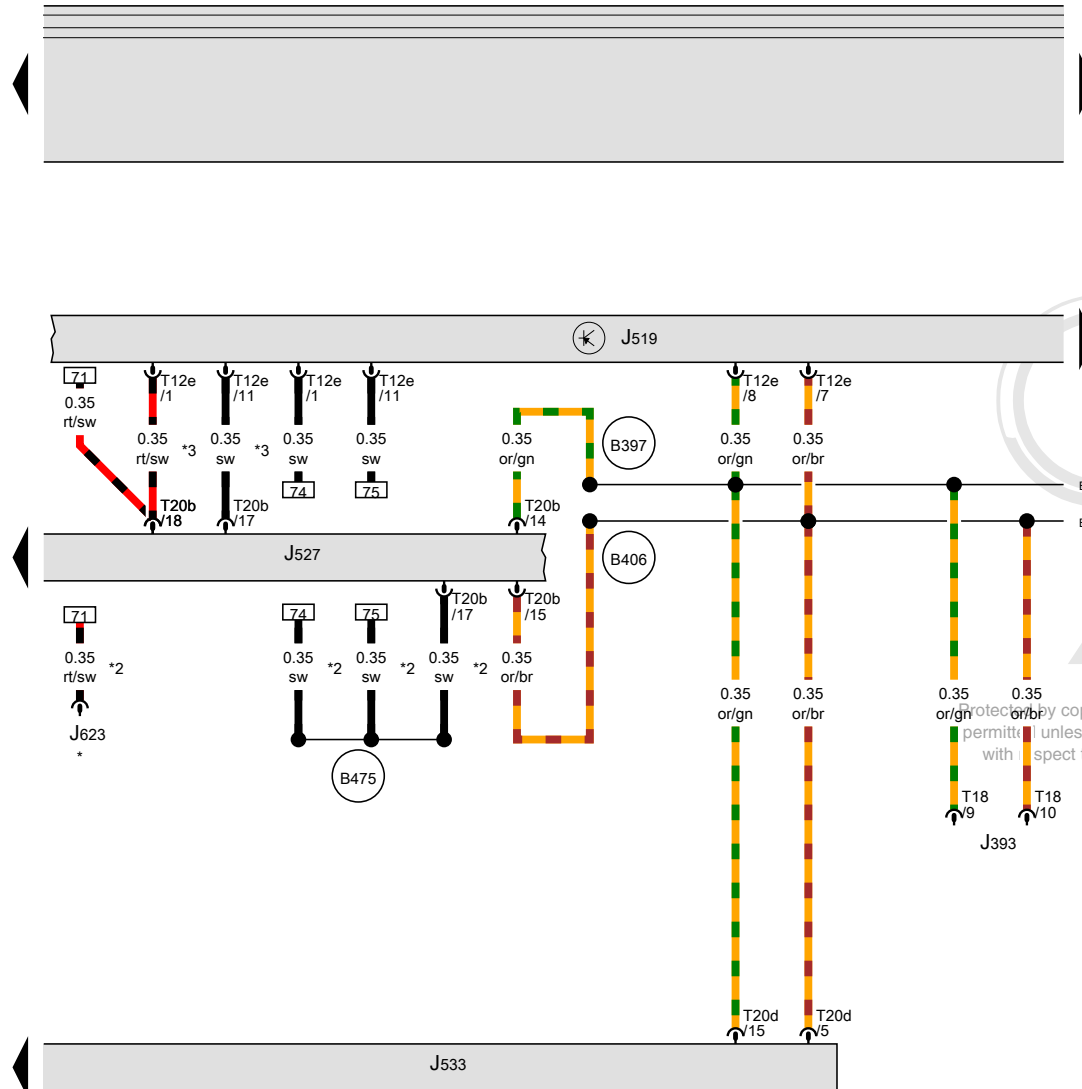 J519
71
0.35
rt/sw
T12e
/1
0.35
rt/sw
*3
T20b
/18
T12e
/11
0.35
sw
*3
T20b
/17
T12e
/1
0.35
sw
74
T12e
/11
0.35
sw
75
0.35
or/gn
T20b
/14
B397
T12e
/8
0.35
or/gn
T12e
/7
0.35
or/br
J527
B406
71
0.35
rt/sw
*2
J623
*
74
0.35
sw
*2
75
0.35
sw
*2
T20b
/17
0.35
sw
*2
T20b
/15
0.35
or/br
B475
0.35
or/gn
0.35
or/br
0.35
or/gn
0.35
or/br
Protected by cop
permitte unles
with spect
T18
/9
T18
/10
J393
T20d
/15
T20d
/5
J533